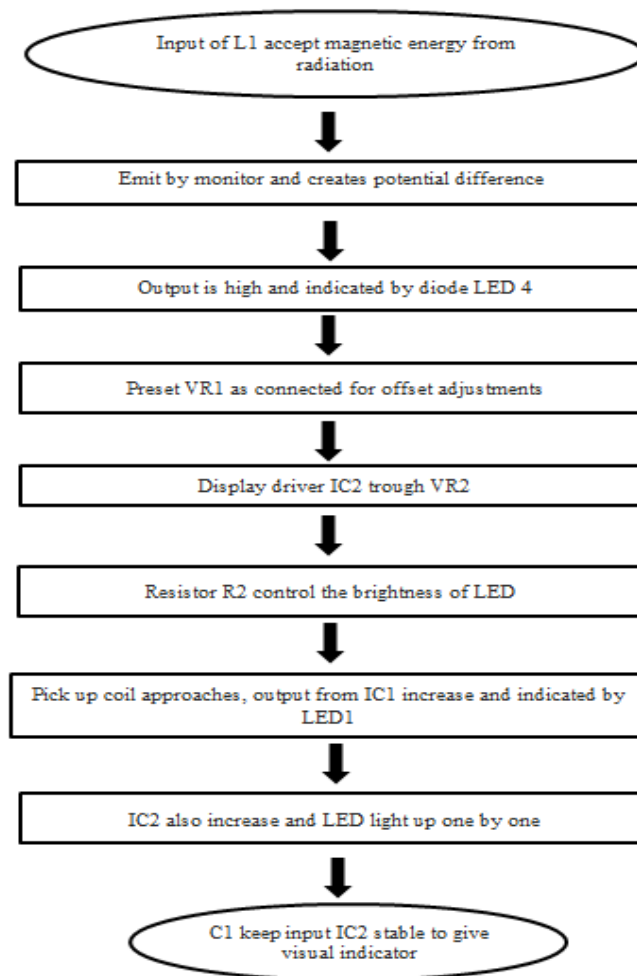 Input of L1 accept magnetic energy from
radiation
Emit by monitor and creates potential difference
Output is high and indicated by diode LED 4
Preset VR1 as connected for offset adjustments
Display driver IC2 trough VR2
Resistor R2 control the brightness of LED
Pick up coil approaches, output from IC1 increase and indicated by
LED1
IC2 also increase and LED light up one by one
C1 keep input IC2 stable to give
visual indicator